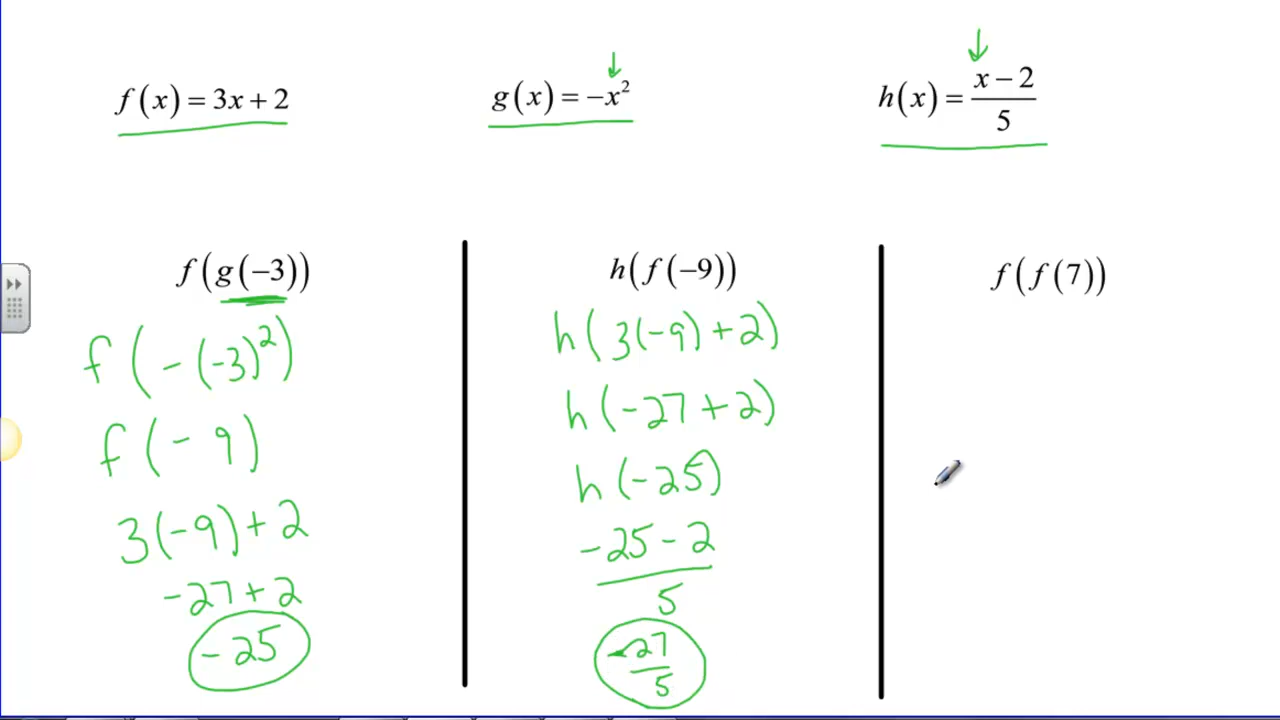 f(x) = 3x + 2
g(x) = −x²
h(x) = (x − 2)/5
f(g(−3))
f(−(−3)²)
f(−9)
3(−9) + 2
−27 + 2
−25
h(f(−9))
h(3(−9) + 2)
h(−27 + 2)
h(−25)
−25 − 2
5
−27
5
f(f(7))